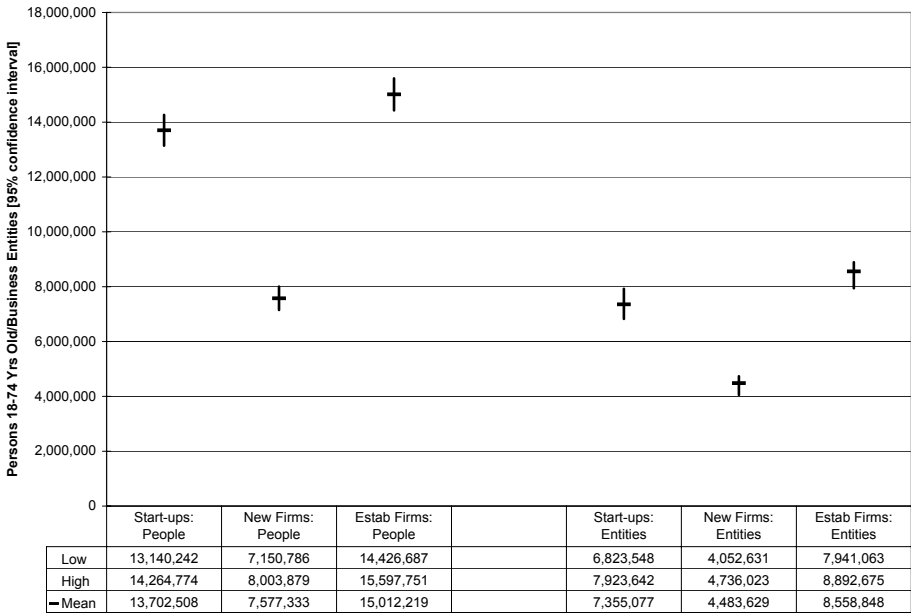 Persons 18-74 Yrs Old/Business Entities [95% confidence interval]
18,000,000
16,000,000
14,000,000
12,000,000
10,000,000
8,000,000
6,000,000
4,000,000
2,000,000
0
Start-ups: People New Firms: People Estab Firms: People Start-ups: Entities New Firms: Entities Estab Firms: Entities
Low 13,140,242 7,150,786 14,426,687 6,823,548 4,052,631 7,941,063
High 14,264,774 8,003,879 15,597,751 7,923,642 4,736,023 8,892,675
Mean 13,702,508 7,577,333 15,012,219 7,355,077 4,483,629 8,558,848